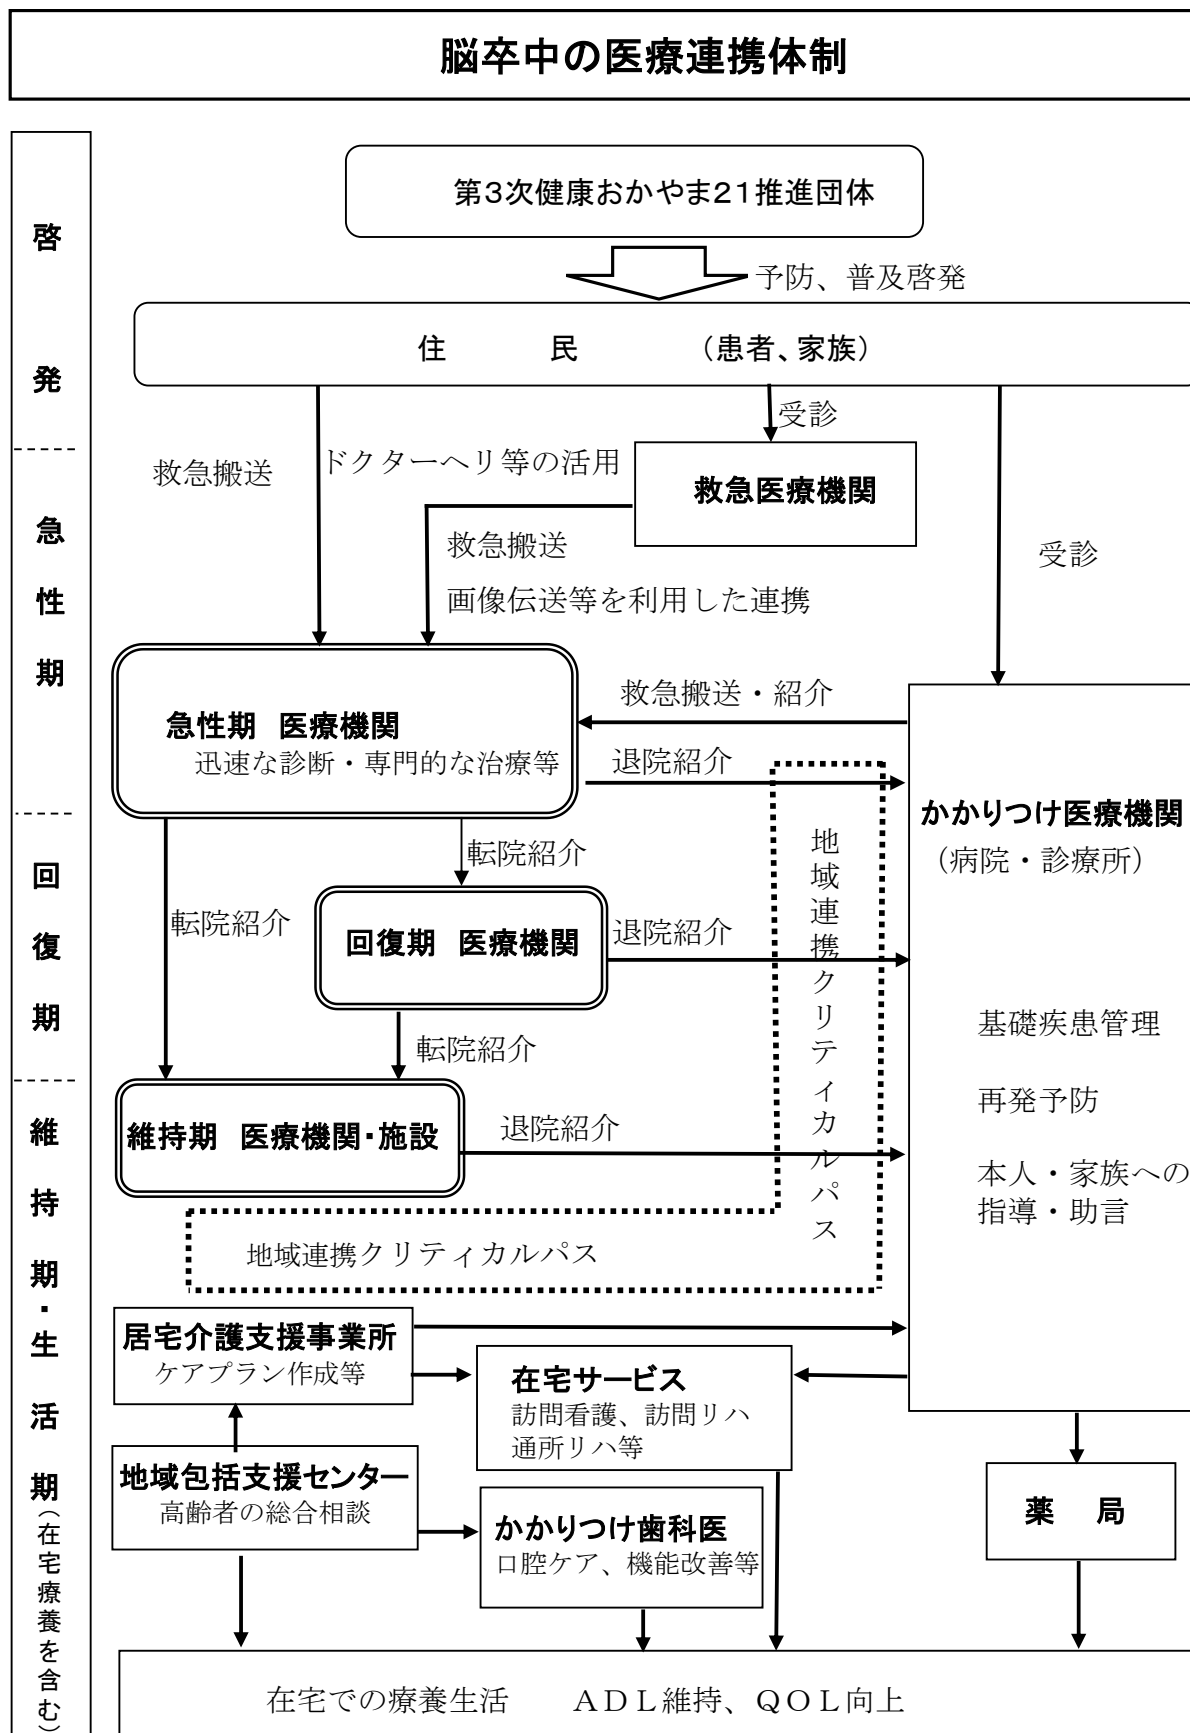 脳卒中の医療連携体制
啓発
第3次健康おかやま21推進団体
予防、普及啓発
住民 (患者、家族)
急性期
受診
救急搬送
ドクターヘリ等の活用
救急医療機関
救急搬送
画像伝送等を利用した連携
受診
急性期 医療機関
迅速な診断・専門的な治療等
救急搬送・紹介
退院紹介
かかりつけ医療機関
(病院・診療所)
基礎疾患管理
再発予防
本人・家族への
指導・助言
回復期
転院紹介
転院紹介
回復期 医療機関
退院紹介
地域連携クリティカルパス
転院紹介
維持期・生活期(在宅療養を含む)
維持期 医療機関・施設
退院紹介
地域連携クリティカルパス
居宅介護支援事業所
ケアプラン作成等
在宅サービス
訪問看護、訪問リハ
通所リハ等
地域包括支援センター
高齢者の総合相談
かかりつけ歯科医
口腔ケア、機能改善等
薬局
在宅での療養生活 ADL維持、QOL向上